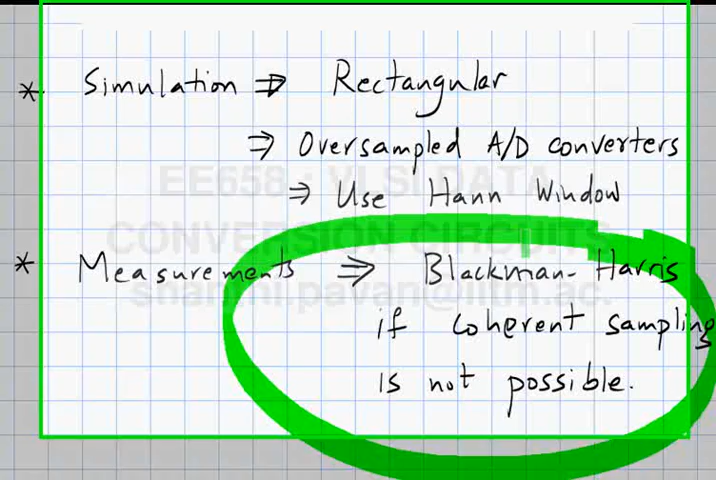 * Simulation ⇒ Rectangular
⇒ Oversampled A/D converters
⇒ Use Hann Window
EE658 : VLSI DATA
CONVERSION CIRCUITS
* Measurements ⇒ Blackman-Harris
if coherent sampling
is not possible.